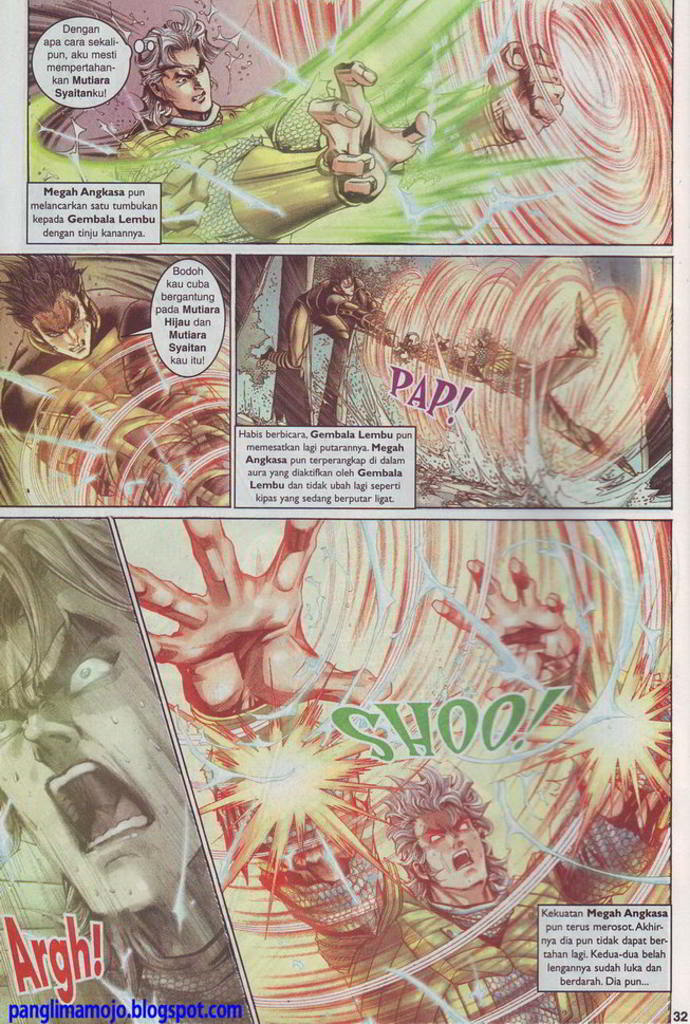 Dengan
apa cara sekali-
pun, aku mesti
mempertahan-
kan Mutiara
Syaitanku!
Megah Angkasa pun
melancarkan satu tumbukan
kepada Gembala Lembu
dengan tinju kanannya.
Bodoh
kau cuba
bergantung
pada Mutiara
Hijau dan
Mutiara
Syaitan
kau itu!
PAP!
Habis berbicara, Gembala Lembu pun
memesatkan lagi putarannya. Megah
Angkasa pun terperangkap di dalam
aura yang diaktifkan oleh Gembala
Lembu dan tidak ubah lagi seperti
kipas yang sedang berputar ligat.
SHOO!
Argh!
Kekuatan Megah Angkasa
pun terus merosot. Akhir-
nya dia pun tidak dapat ber-
tahan lagi. Kedua-dua belah
lengannya sudah luka dan
berdarah. Dia pun...
panglimamojo.blogspot.com
32